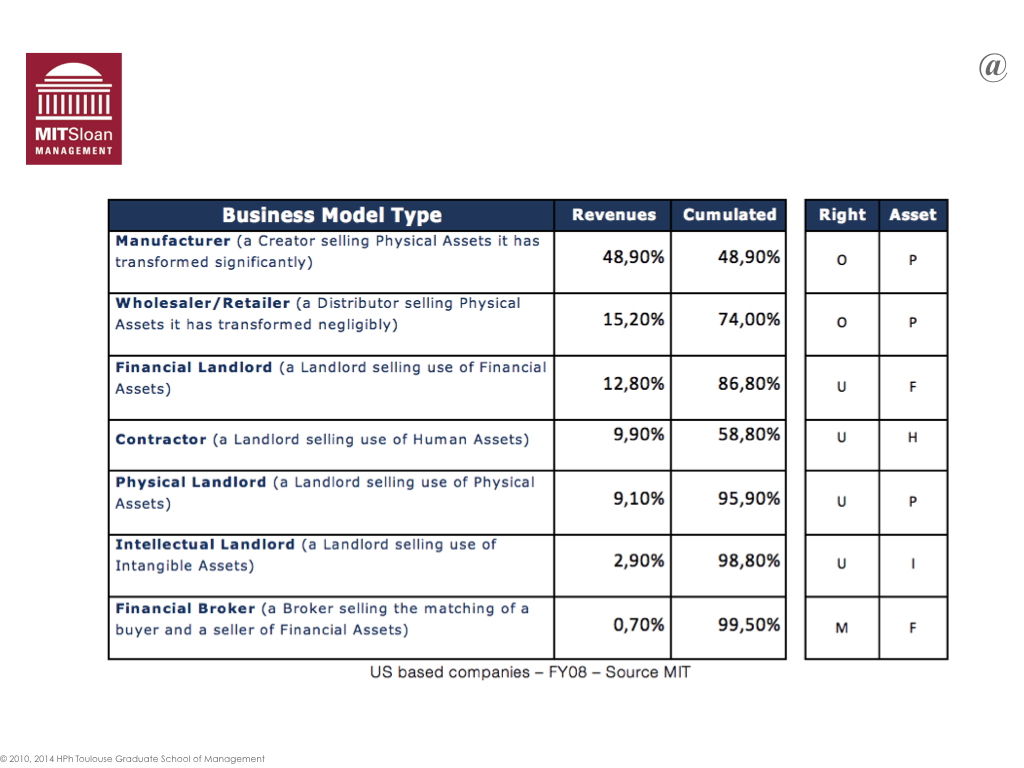 @
MITSloan
MANAGEMENT
Business Model Type Revenues Cumulated Right Asset
Manufacturer (a Creator selling Physical Assets it has
transformed significantly)
48,90% 48,90% O P
Wholesaler/Retailer (a Distributor selling Physical
Assets it has transformed negligibly)
15,20% 74,00% O P
Financial Landlord (a Landlord selling use of Financial
Assets)
12,80% 86,80% U F
Contractor (a Landlord selling use of Human Assets) 9,90% 58,80% U H
Physical Landlord (a Landlord selling use of Physical
Assets)
9,10% 95,90% U P
Intellectual Landlord (a Landlord selling use of
Intangible Assets)
2,90% 98,80% U I
Financial Broker (a Broker selling the matching of a
buyer and a seller of Financial Assets)
0,70% 99,50% M F
US based companies – FY08 – Source MIT
© 2010, 2014 HPh Toulouse Graduate School of Management